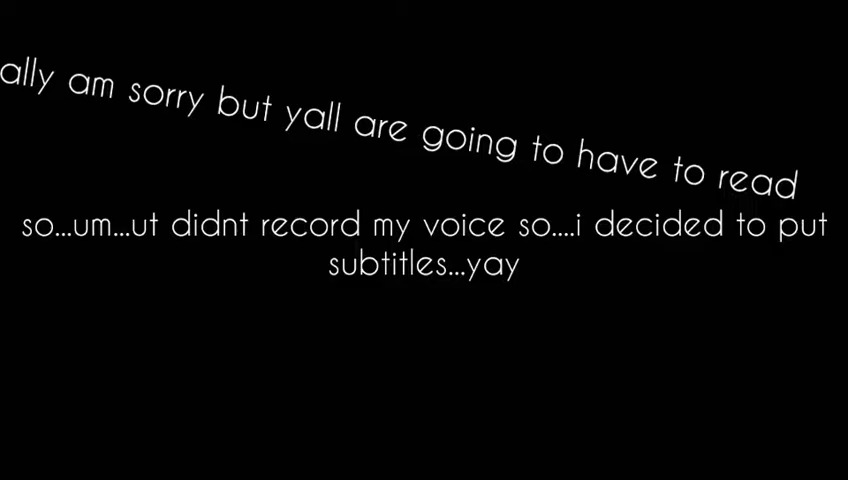 ally am sorry but yall are going to have to read
so...um...ut didnt record my voice so....i decided to put
subtitles...yay